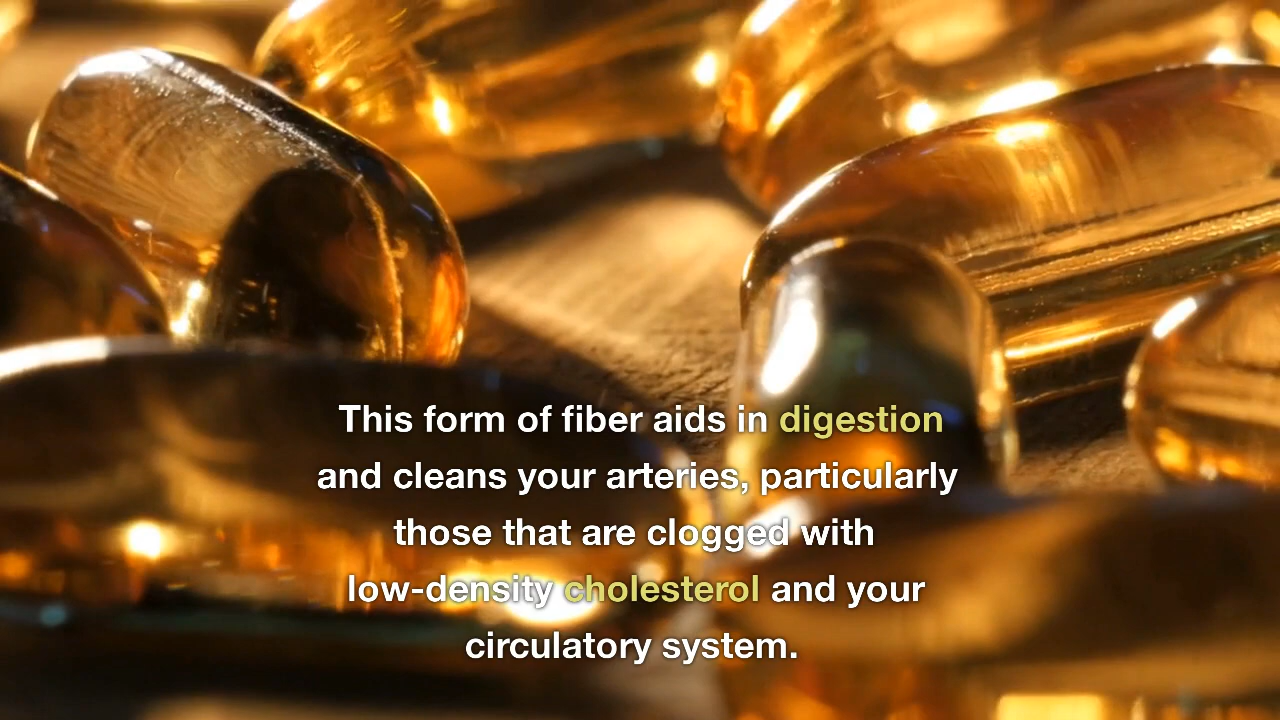 This form of fiber aids in digestion
and cleans your arteries, particularly
those that are clogged with
low-density cholesterol and your
circulatory system.